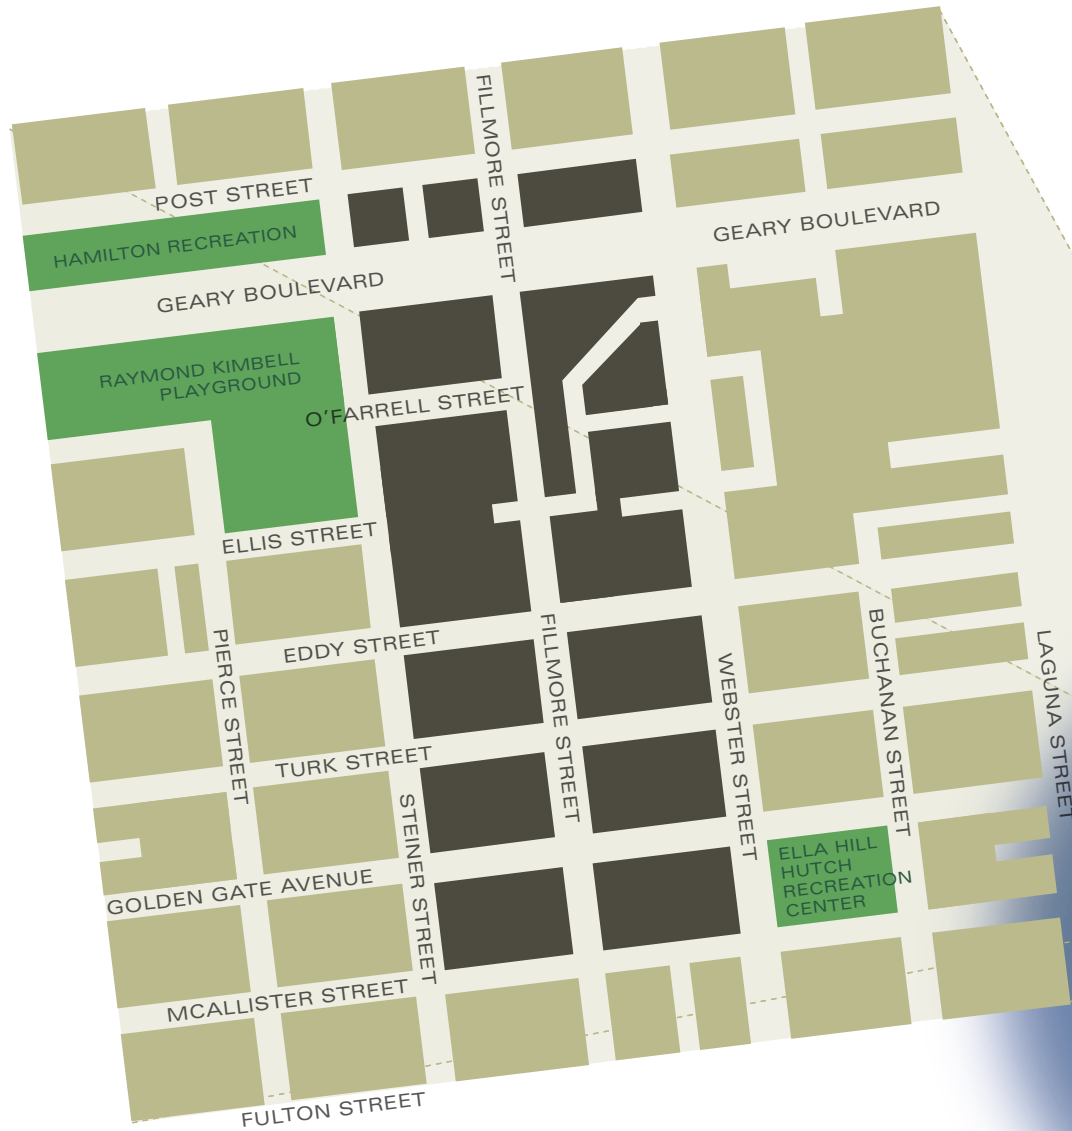 FILLMORE STREET
POST STREET
HAMILTON RECREATION
GEARY BOULEVARD
GEARY BOULEVARD
RAYMOND KIMBELL
PLAYGROUND
O'FARRELL STREET
ELLIS STREET
EDDY STREET
PIERCE STREET
FILLMORE STREET
WEBSTER STREET
BUCHANAN STREET
LAGUNA STREET
TURK STREET
STEINER STREET
ELLA HILL
HUTCH
RECREATION
CENTER
GOLDEN GATE AVENUE
MCALLISTER STREET
FULTON STREET